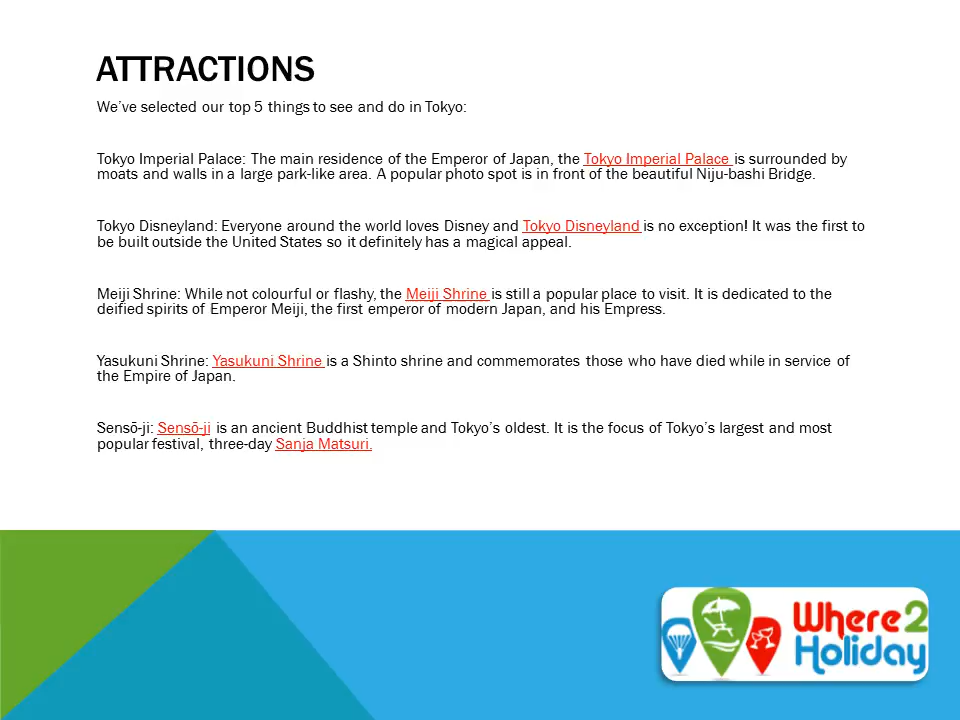 ATTRACTIONS
We’ve selected our top 5 things to see and do in Tokyo:
Tokyo Imperial Palace: The main residence of the Emperor of Japan, the Tokyo Imperial Palace is surrounded by
moats and walls in a large park-like area. A popular photo spot is in front of the beautiful Niju-bashi Bridge.
Tokyo Disneyland: Everyone around the world loves Disney and Tokyo Disneyland is no exception! It was the first to
be built outside the United States so it definitely has a magical appeal.
Meiji Shrine: While not colourful or flashy, the Meiji Shrine is still a popular place to visit. It is dedicated to the
deified spirits of Emperor Meiji, the first emperor of modern Japan, and his Empress.
Yasukuni Shrine: Yasukuni Shrine is a Shinto shrine and commemorates those who have died while in service of
the Empire of Japan.
Sensō-ji: Sensō-ji is an ancient Buddhist temple and Tokyo’s oldest. It is the focus of Tokyo’s largest and most
popular festival, three-day Sanja Matsuri.
Where2
Holiday